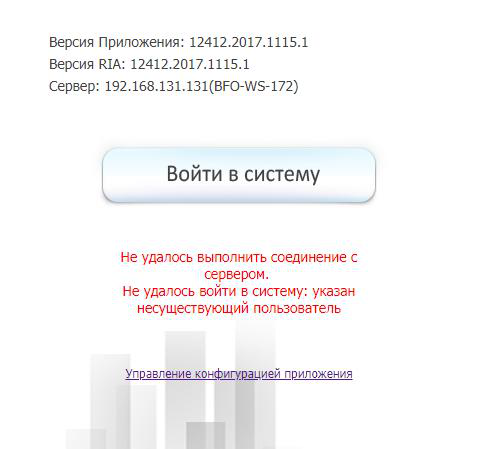 Версия Приложения: 12412.2017.1115.1
Версия RIA: 12412.2017.1115.1
Сервер: 192.168.131.131(BFO-WS-172)
Войти в систему
Не удалось выполнить соединение с
сервером.
Не удалось войти в систему: указан
несуществующий пользователь
Управление конфигурацией приложения